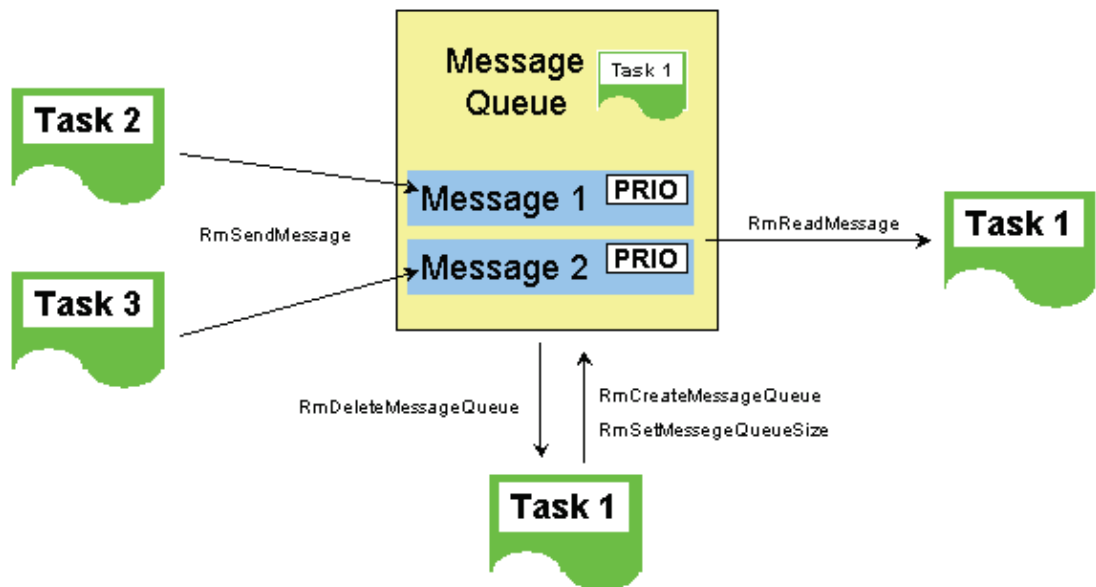 Message
Queue
Task 1
Task 2
Message 1
PRIO
RmSendMessage
RmReadMessage
Task 1
Message 2
PRIO
Task 3
RmDeleteMessageQueue
RmCreateMessageQueue
RmSetMessegeQueueSize
Task 1